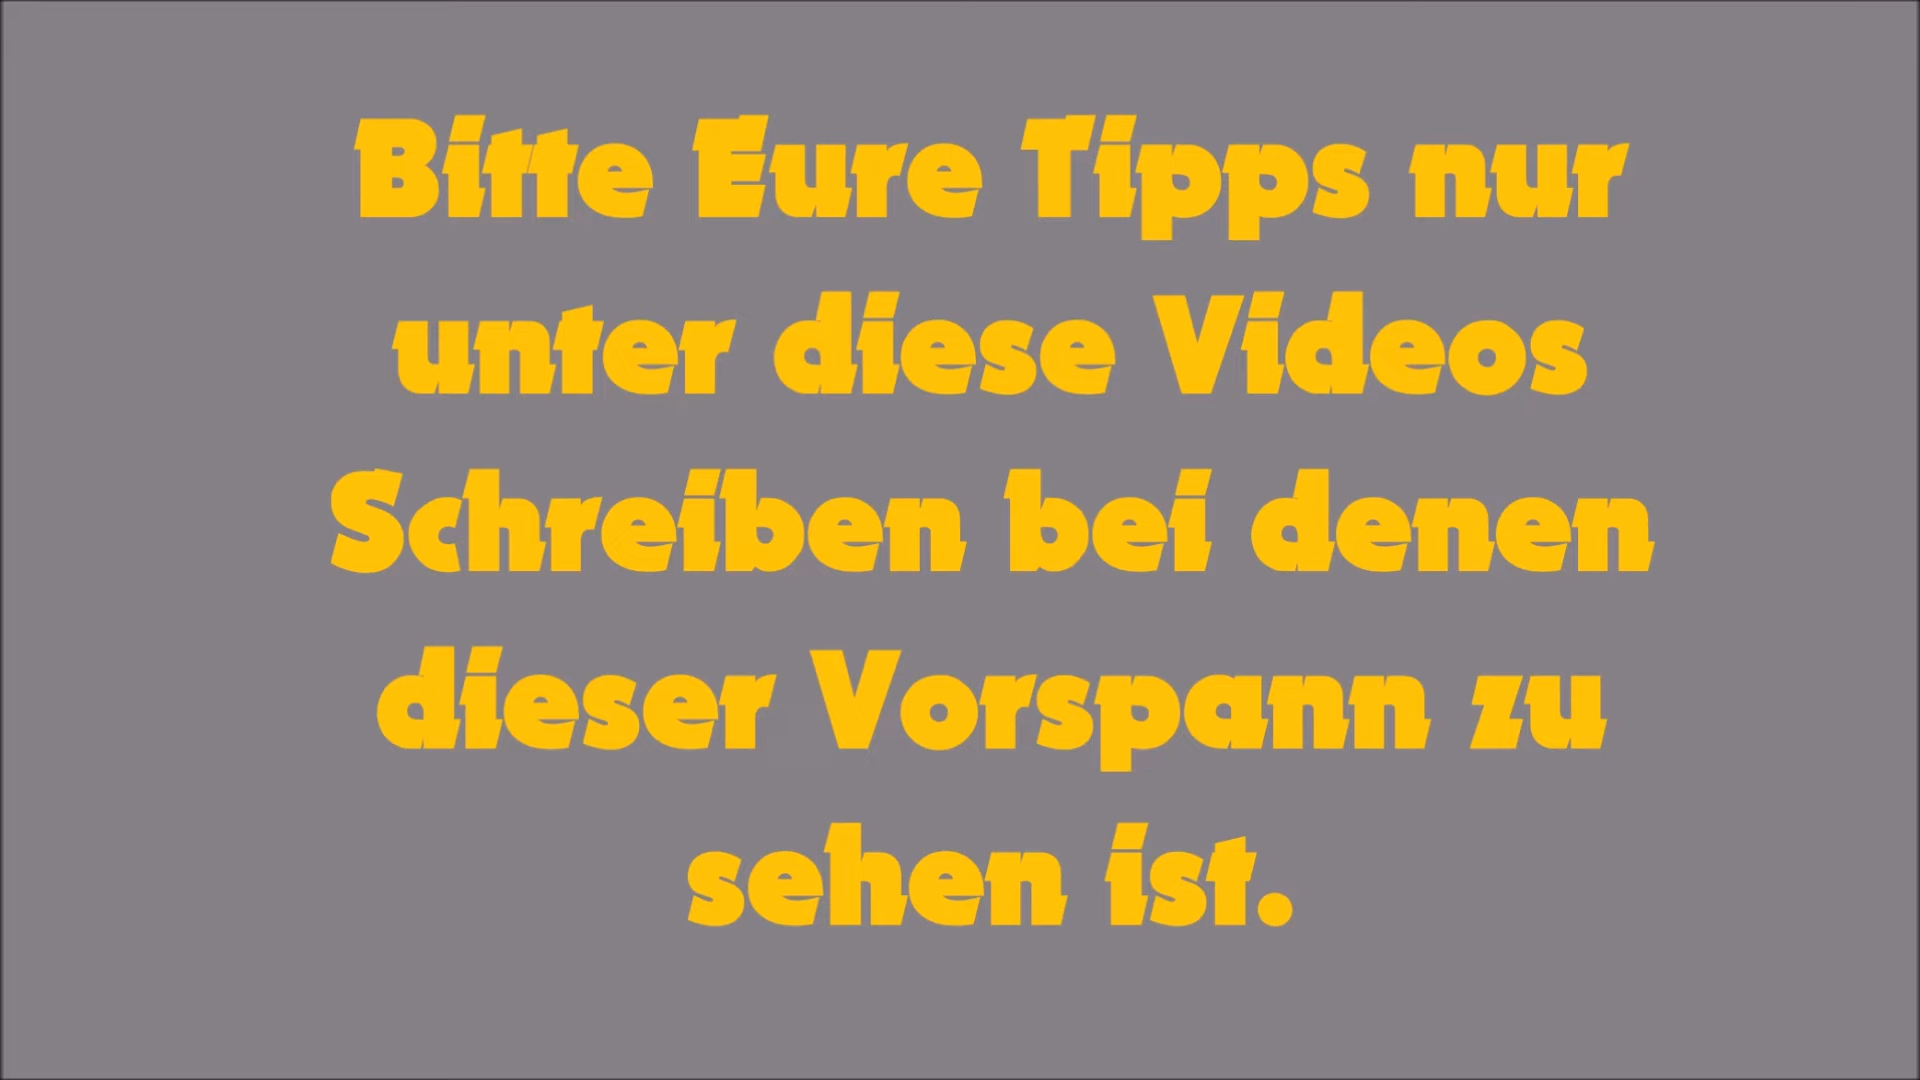 Bitte Eure Tipps nur
unter diese Videos
Schreiben bei denen
dieser Vorspann zu
sehen ist.